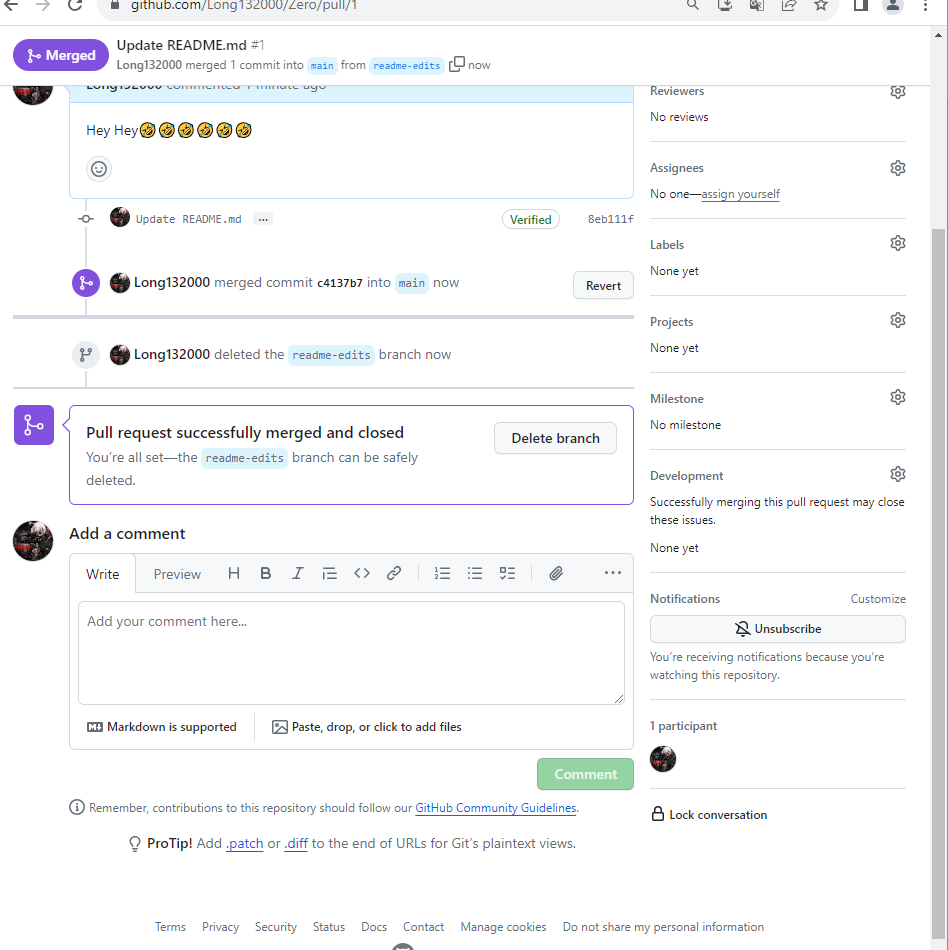 github.com/Long132000/Zero/pull/1
Merged
Update README.md #1
Long132000 merged 1 commit into main from readme-edits now
Long132000 commented 1 minute ago
Hey Hey🤣🤣🤣🤣🤣🤣
Update README.md ...
Verified
8eb111f
Long132000 merged commit c4137b7 into main now
Revert
Long132000 deleted the readme-edits branch now
Pull request successfully merged and closed
You're all set—the readme-edits branch can be safely
deleted.
Delete branch
Add a comment
Write
Preview
Add your comment here...
Markdown is supported
Paste, drop, or click to add files
Comment
Remember, contributions to this repository should follow our GitHub Community Guidelines.
ProTip! Add .patch or .diff to the end of URLs for Git's plaintext views.
Reviewers
No reviews
Assignees
No one—assign yourself
Labels
None yet
Projects
None yet
Milestone
No milestone
Development
Successfully merging this pull request may close
these issues.
None yet
Notifications
Customize
Unsubscribe
You're receiving notifications because you're
watching this repository.
1 participant
Lock conversation
Terms Privacy Security Status Docs Contact Manage cookies Do not share my personal information